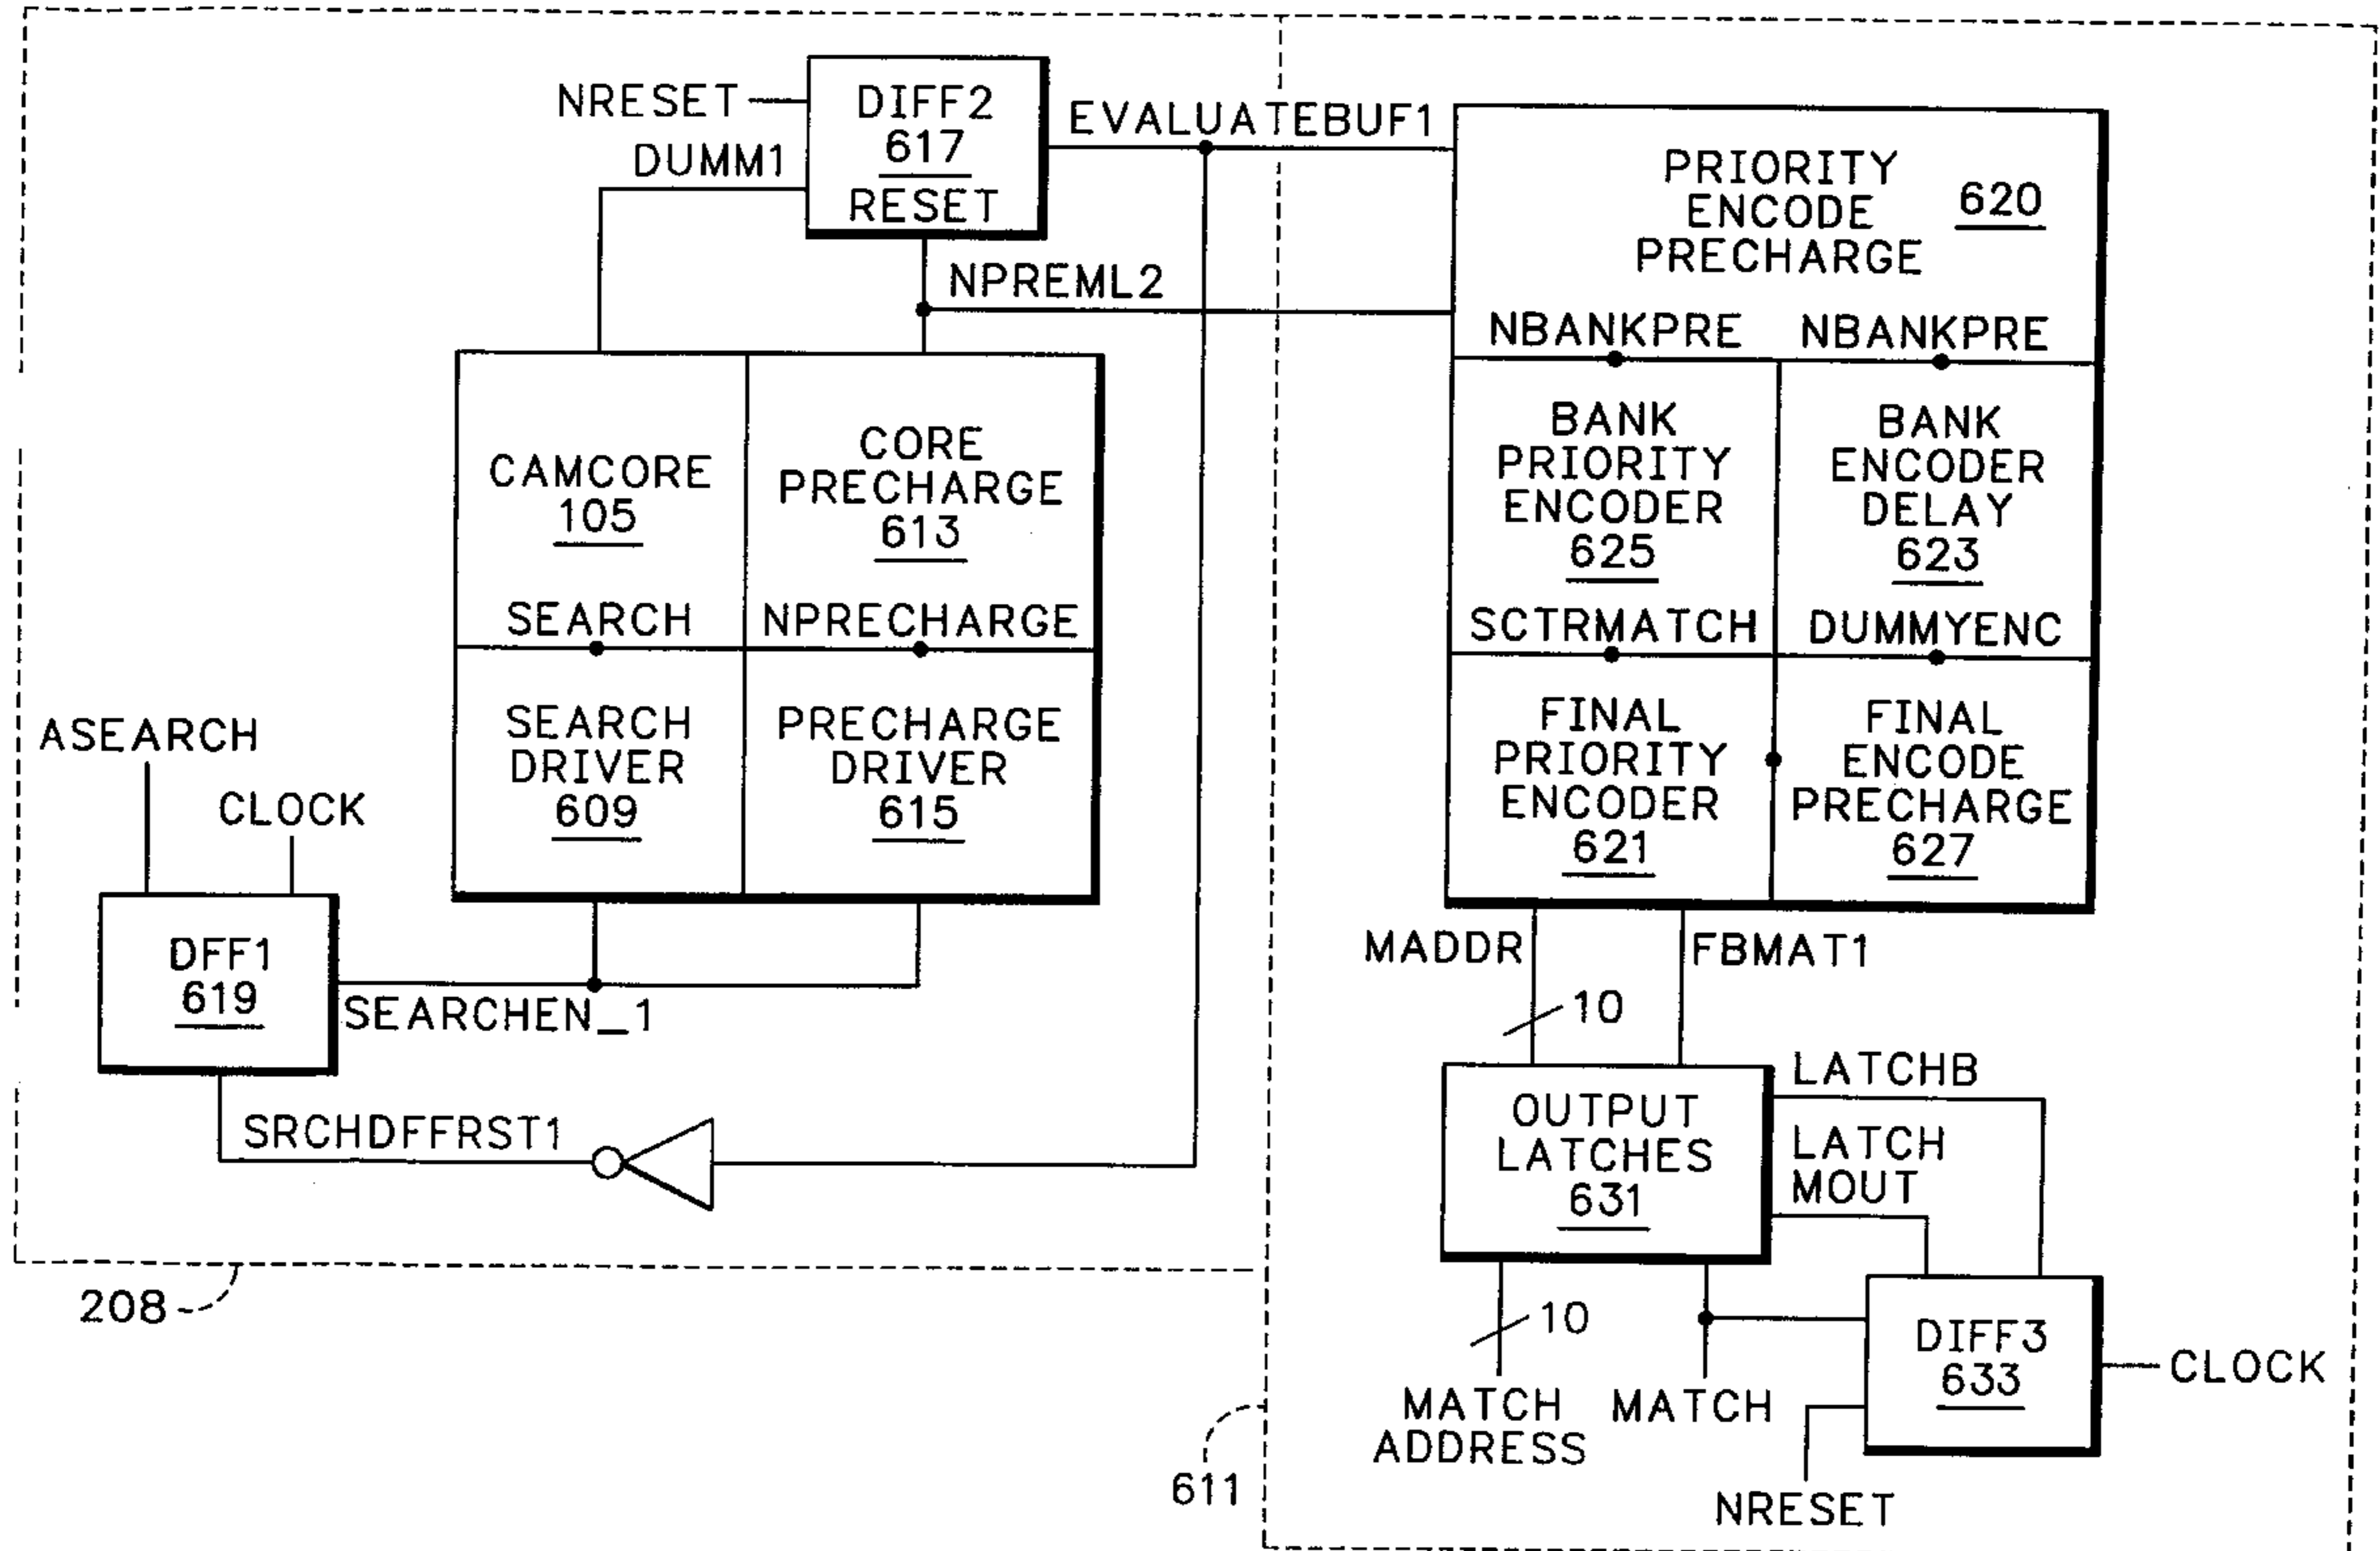 NRESET
DIFF2
617
RESET
DUMM1
EVALUATEBUF1
NPREML2
PRIORITY
ENCODE
PRECHARGE
620
NBANKPRE
NBANKPRE
CAMCORE
105
CORE
PRECHARGE
613
BANK
PRIORITY
ENCODER
625
BANK
ENCODER
DELAY
623
SEARCH
NPRECHARGE
SCTRMATCH
DUMMYENC
SEARCH
DRIVER
609
PRECHARGE
DRIVER
615
FINAL
PRIORITY
ENCODER
621
FINAL
ENCODE
PRECHARGE
627
ASEARCH
CLOCK
DFF1
619
SEARCHEN_1
MADDR
FBMAT1
10
SRCHDFFRST1
OUTPUT
LATCHES
631
LATCHB
LATCH
MOUT
208
10
MATCH
ADDRESS
MATCH
DIFF3
633
CLOCK
NRESET
611